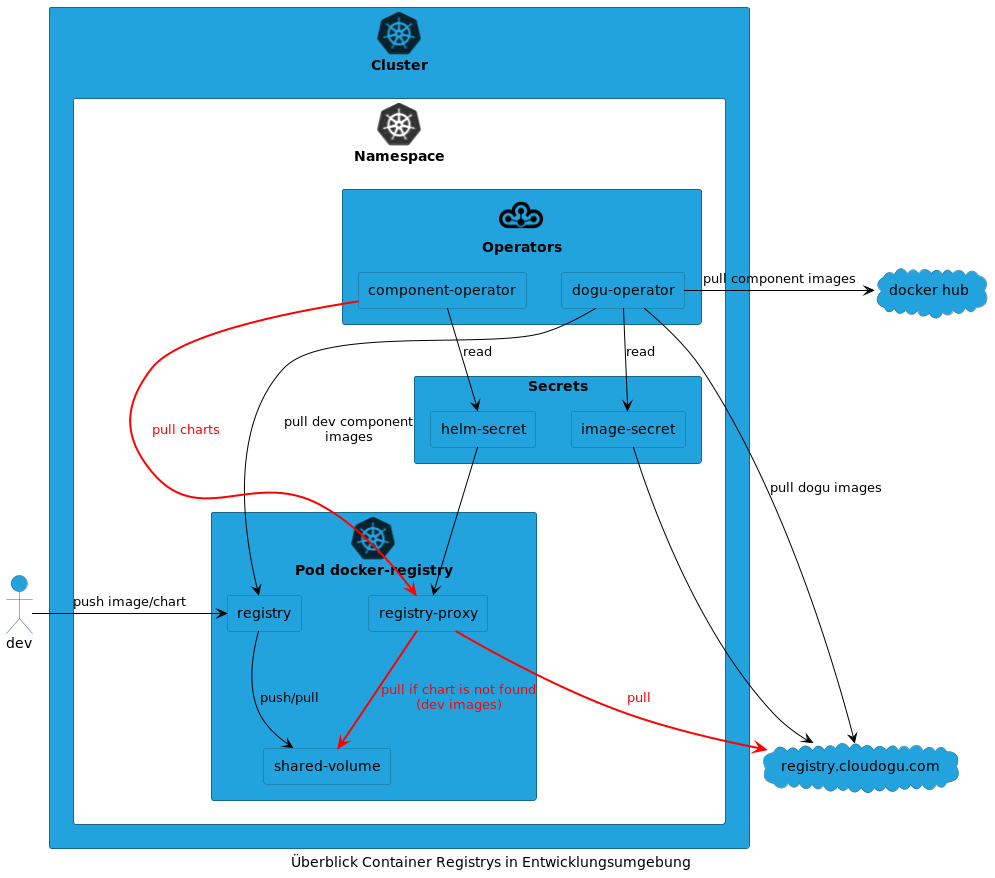 Cluster
Namespace
Operators
component-operator
dogu-operator
pull component images
docker hub
read
read
Secrets
pull charts
pull dev component
images
helm-secret
image-secret
pull dogu images
Pod docker-registry
dev
push image/chart
registry
registry-proxy
push/pull
pull if chart is not found
(dev images)
pull
shared-volume
registry.cloudogu.com
Überblick Container Registrys in Entwicklungsumgebung